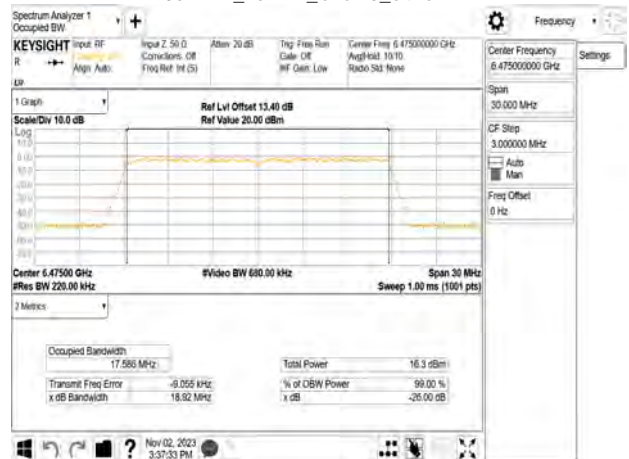 Spectrum Analyzer 1
Occupied BW
Frequency
KEYSIGHT
Input: RF
Input Z: 50 Ω
Atten: 20 dB
Trig: Free Run
Center Freq: 6.475000000 GHz
R
Corrections: Off
Gate: Off
Avg|Hold: 10/10
Align: Auto
Freq Ref: Int (S)
#IF Gain: Low
Radio Std: None
Center Frequency
6.475000000 GHz
Settings
Span
30.000 MHz
CF Step
3.000000 MHz
Auto
Man
Freq Offset
0 Hz
1 Graph
Ref Lvl Offset 13.40 dB
Scale/Div 10.0 dB
Ref Value 20.00 dBm
Log
10.0
0.00
Center 6.47500 GHz
#Video BW 680.00 kHz
Span 30 MHz
#Res BW 220.00 kHz
Sweep 1.00 ms (1001 pts)
2 Metrics
Occupied Bandwidth
17.586 MHz
Total Power
16.3 dBm
Transmit Freq Error
-9.055 kHz
% of OBW Power
99.00 %
x dB Bandwidth
18.92 MHz
x dB
-26.00 dB
Nov 02, 2023
3:37:33 PM